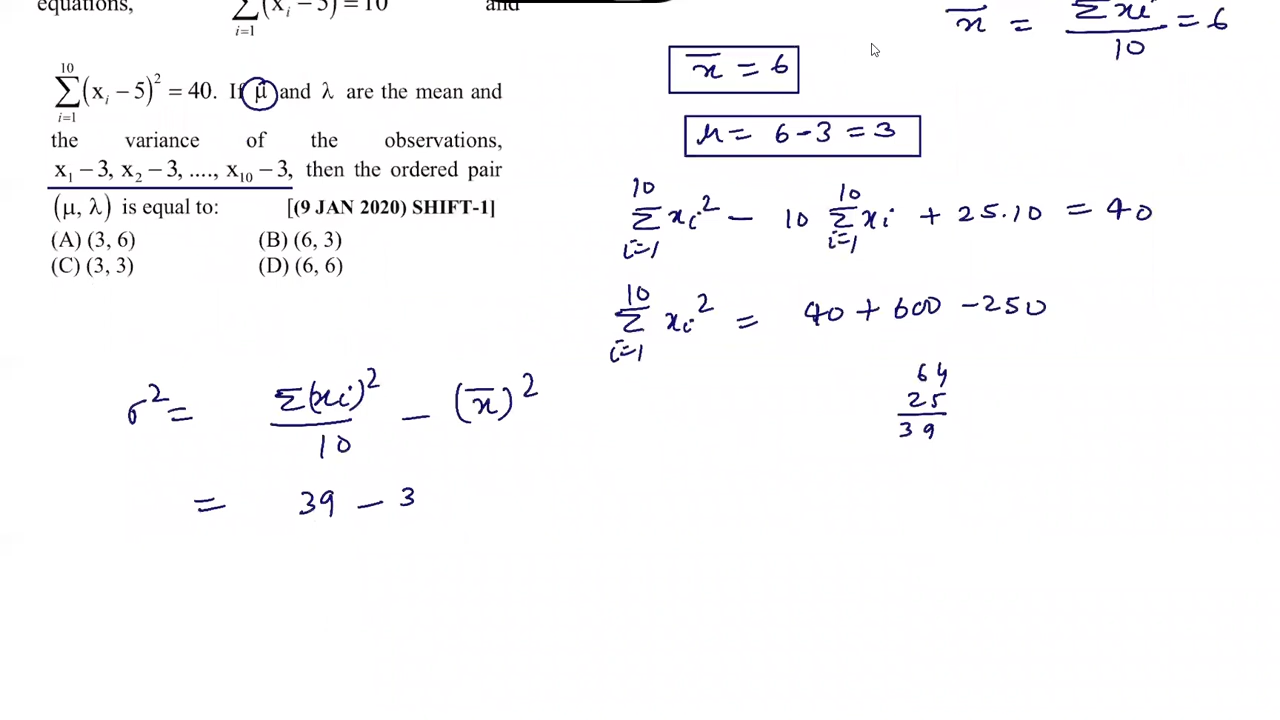 equations, ∑(xᵢ − 5) = 10 and
i=1
x̄ = Σxi / 10 = 6
10
∑(xᵢ − 5)² = 40. If μ and λ are the mean and
i=1
the variance of the observations,
x₁ − 3, x₂ − 3, ...., x₁₀ − 3, then the ordered pair
(μ, λ) is equal to: [(9 JAN 2020) SHIFT-1]
(A) (3, 6) (B) (6, 3)
(C) (3, 3) (D) (6, 6)
x̄ = 6
μ = 6 − 3 = 3
10 10
Σ xi² − 10 Σ xi + 25.10 = 40
i=1 i=1
10
Σ xi² = 40 + 600 − 250
i=1
64
25
39
σ² = Σ(xi)² / 10 − (x̄)²
= 39 − 3